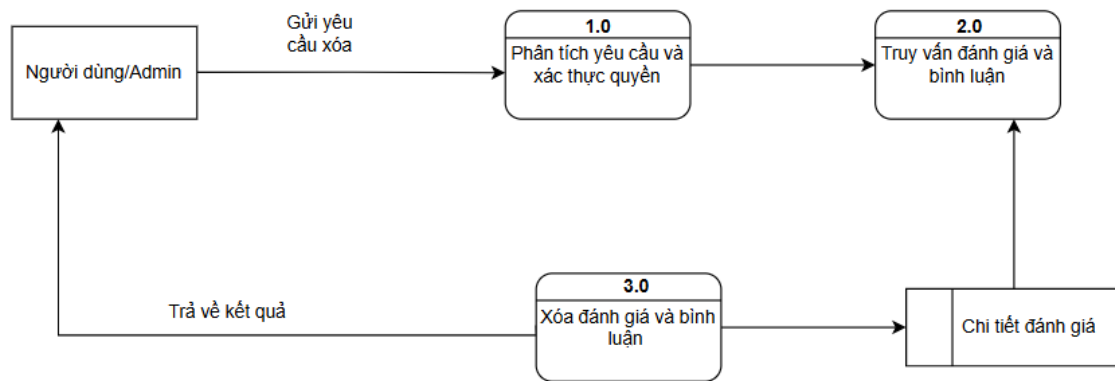 Gửi yêu
cầu xóa
Người dùng/Admin
1.0
Phân tích yêu cầu và
xác thực quyền
2.0
Truy vấn đánh giá và
bình luận
Trả về kết quả
3.0
Xóa đánh giá và bình
luận
Chi tiết đánh giá